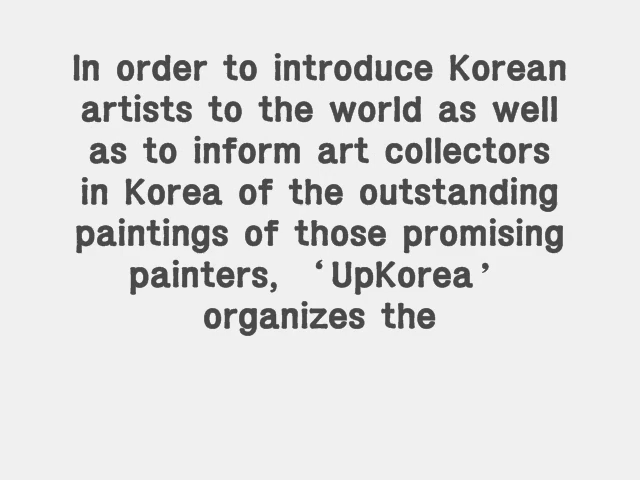 In order to introduce Korean
artists to the world as well
as to inform art collectors
in Korea of the outstanding
paintings of those promising
painters, ‘UpKorea’
organizes the